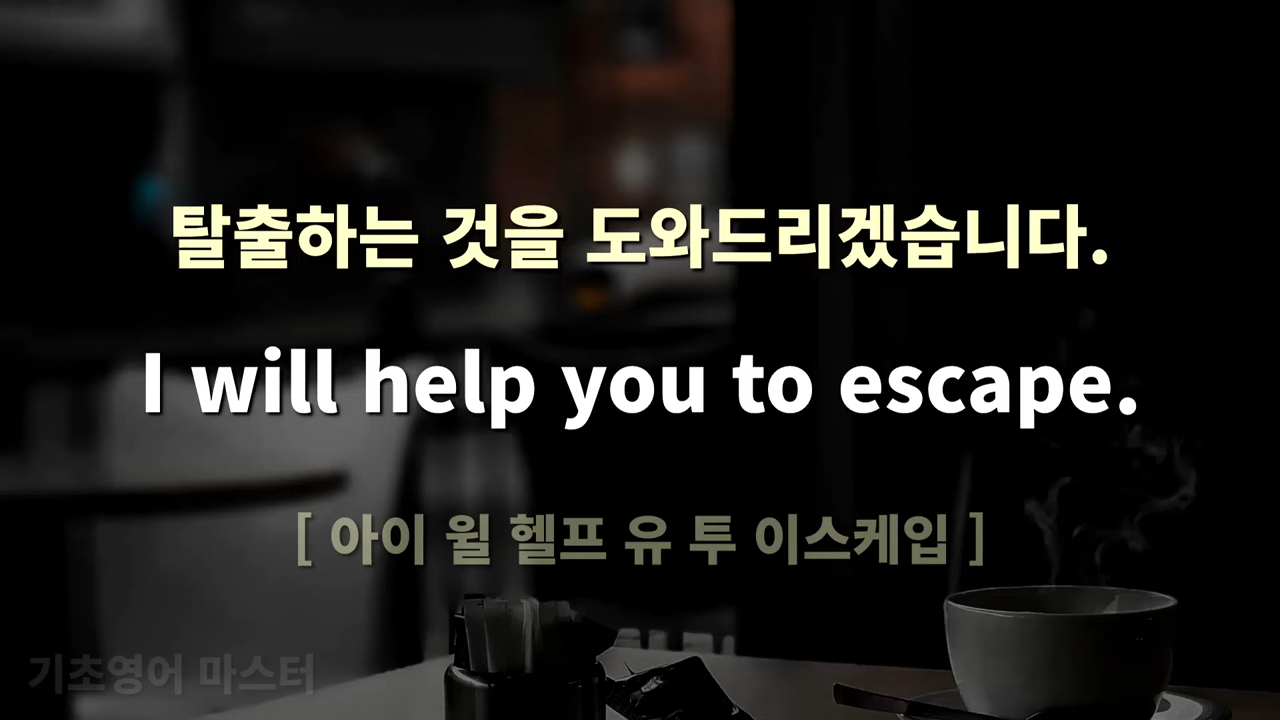 탈출하는 것을 도와드리겠습니다.
I will help you to escape.
[ 아이 윌 헬프 유 투 이스케입 ]
기초영어 마스터